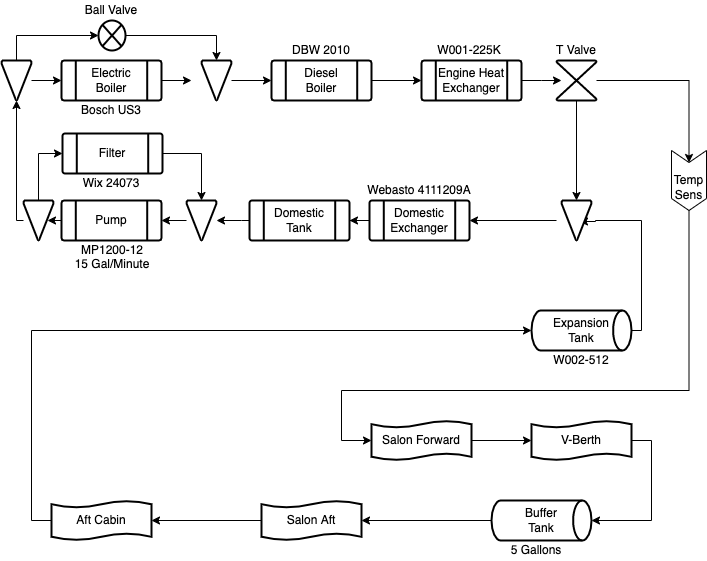 Ball Valve
DBW 2010
W001-225K
T Valve
Electric
Boiler
Diesel
Boiler
Engine Heat
Exchanger
Bosch US3
Filter
Temp
Sens
Wix 24073
Webasto 4111209A
Pump
Domestic
Tank
Domestic
Exchanger
MP1200-12
15 Gal/Minute
Expansion
Tank
W002-512
Salon Forward
V-Berth
Aft Cabin
Salon Aft
Buffer
Tank
5 Gallons